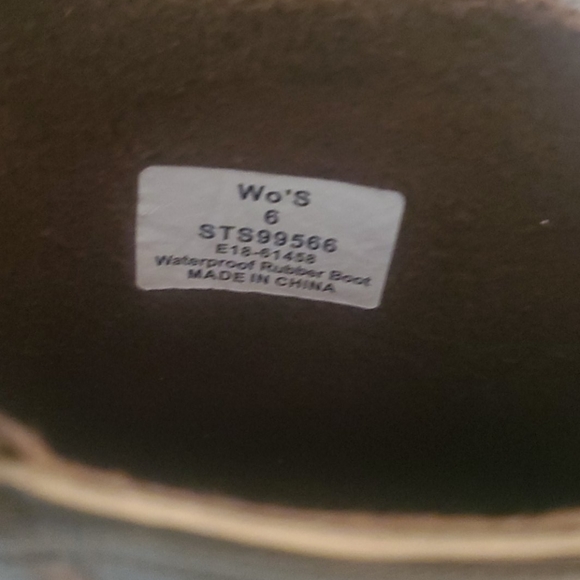 Wo'S
6
STS99566
E18-61458
Waterproof Rubber Boot
MADE IN CHINA